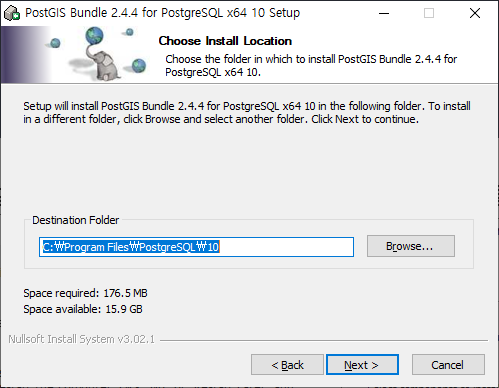 PostGIS Bundle 2.4.4 for PostgreSQL x64 10 Setup
Choose Install Location
Choose the folder in which to install PostGIS Bundle 2.4.4 for
PostgreSQL x64 10.
Setup will install PostGIS Bundle 2.4.4 for PostgreSQL x64 10 in the following folder. To install
in a different folder, click Browse and select another folder. Click Next to continue.
Destination Folder
C:₩Program Files₩PostgreSQL₩10
Browse...
Space required: 176.5 MB
Space available: 15.9 GB
Nullsoft Install System v3.02.1
< Back
Next >
Cancel